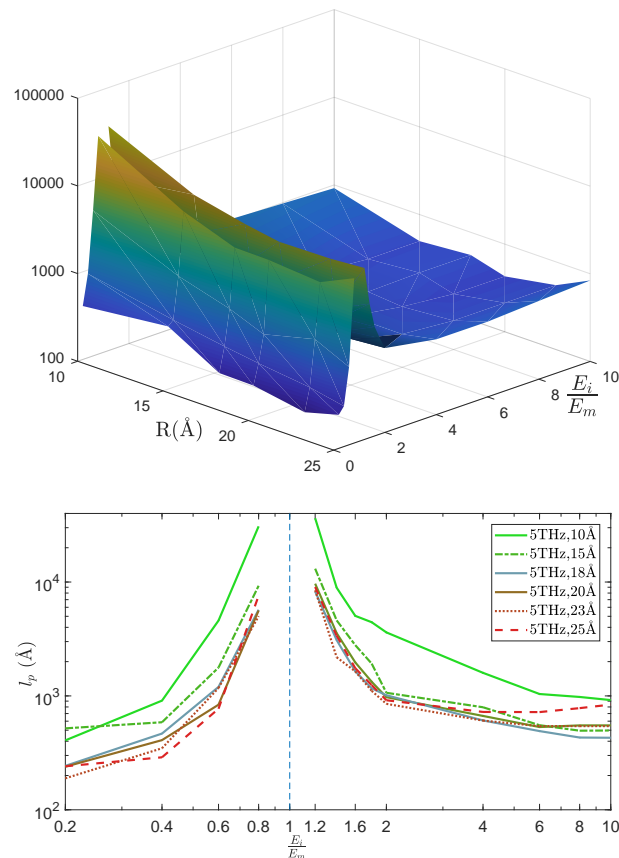 100000
10000
1000
100
10
15
20
25
R(Å)
0
2
4
6
8
10
E_i
E_m
l_p (Å)
10^4
10^3
10^2
0.2
0.4
0.6
0.8
1
1.2
1.6
2
4
6
8
10
E_i
E_m
5THz,10Å
5THz,15Å
5THz,18Å
5THz,20Å
5THz,23Å
5THz,25Å